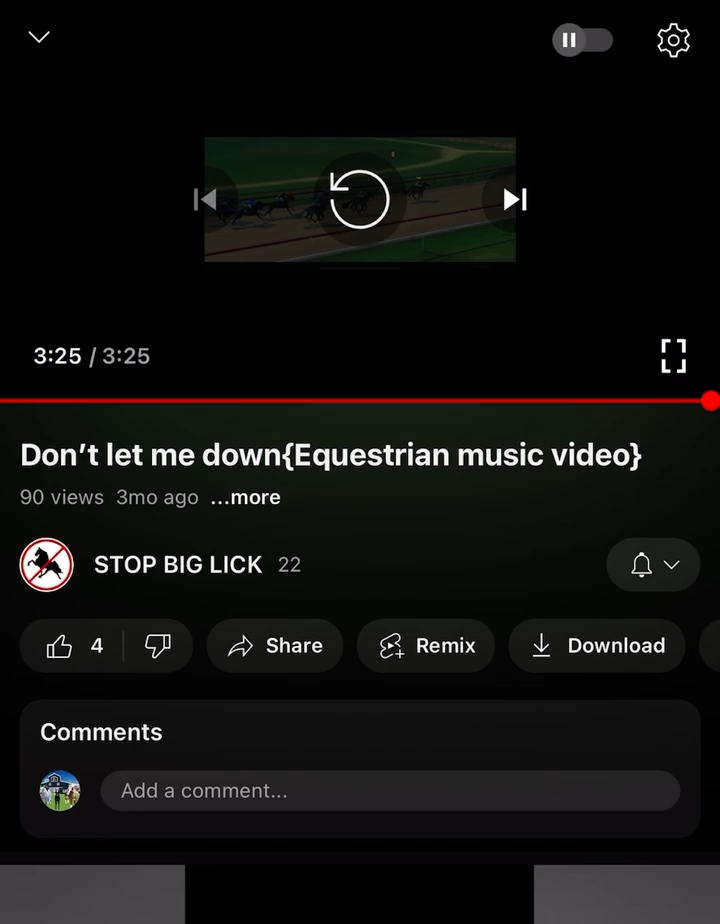 3:25 / 3:25
Don’t let me down{Equestrian music video}
90 views 3mo ago ...more
STOP BIG LICK 22
4 Share Remix Download
Comments
Add a comment...